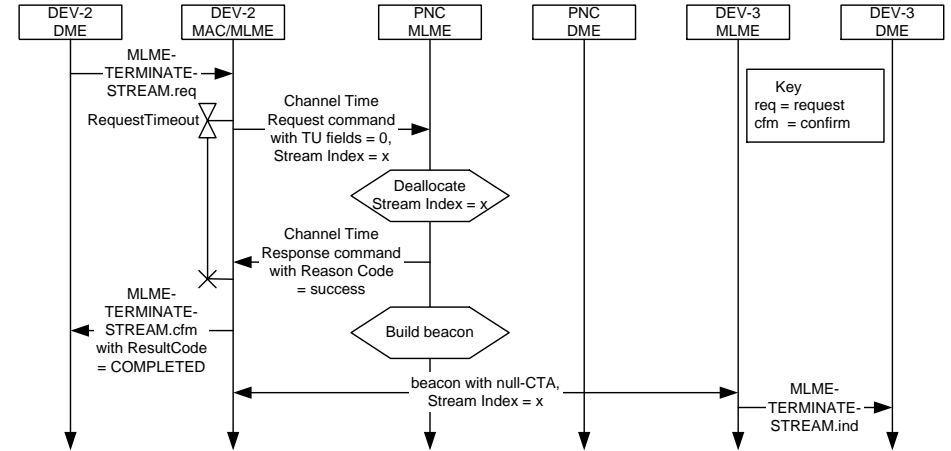 DEV-2
DME
DEV-2
MAC/MLME
PNC
MLME
PNC
DME
DEV-3
MLME
DEV-3
DME
MLME-
TERMINATE-
STREAM.req
Key
req = request
cfm = confirm
RequestTimeout
Channel Time
Request command
with TU fields = 0,
Stream Index = x
Deallocate
Stream Index = x
Channel Time
Response command
with Reason Code
= success
MLME-
TERMINATE-
STREAM.cfm
with ResultCode
= COMPLETED
Build beacon
beacon with null-CTA,
Stream Index = x
MLME-
TERMINATE-
STREAM.ind